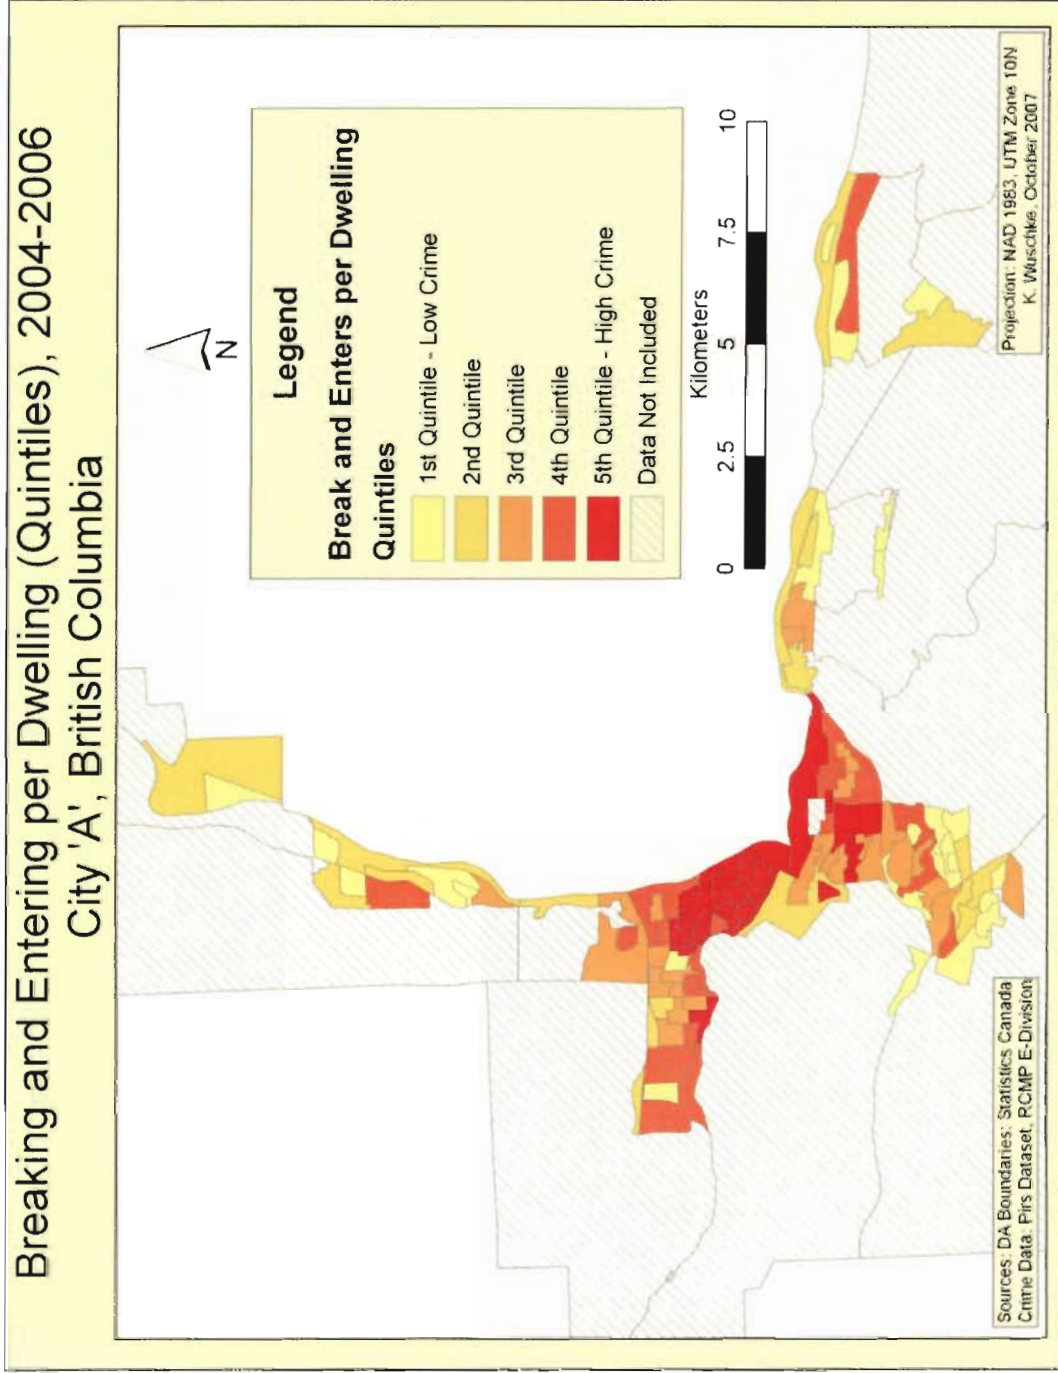 Breaking and Entering per Dwelling (Quintiles), 2004-2006
City 'A', British Columbia
N
Legend
Break and Enters per Dwelling
Quintiles
1st Quintile - Low Crime
2nd Quintile
3rd Quintile
4th Quintile
5th Quintile - High Crime
Data Not Included
Kilometers
0 2.5 5 7.5 10
Sources: DA Boundaries: Statistics Canada
Crime Data: Pirs Dataset, RCMP E-Division
Projection: NAD 1983, UTM Zone 10N
K. Wuschke, October 2007